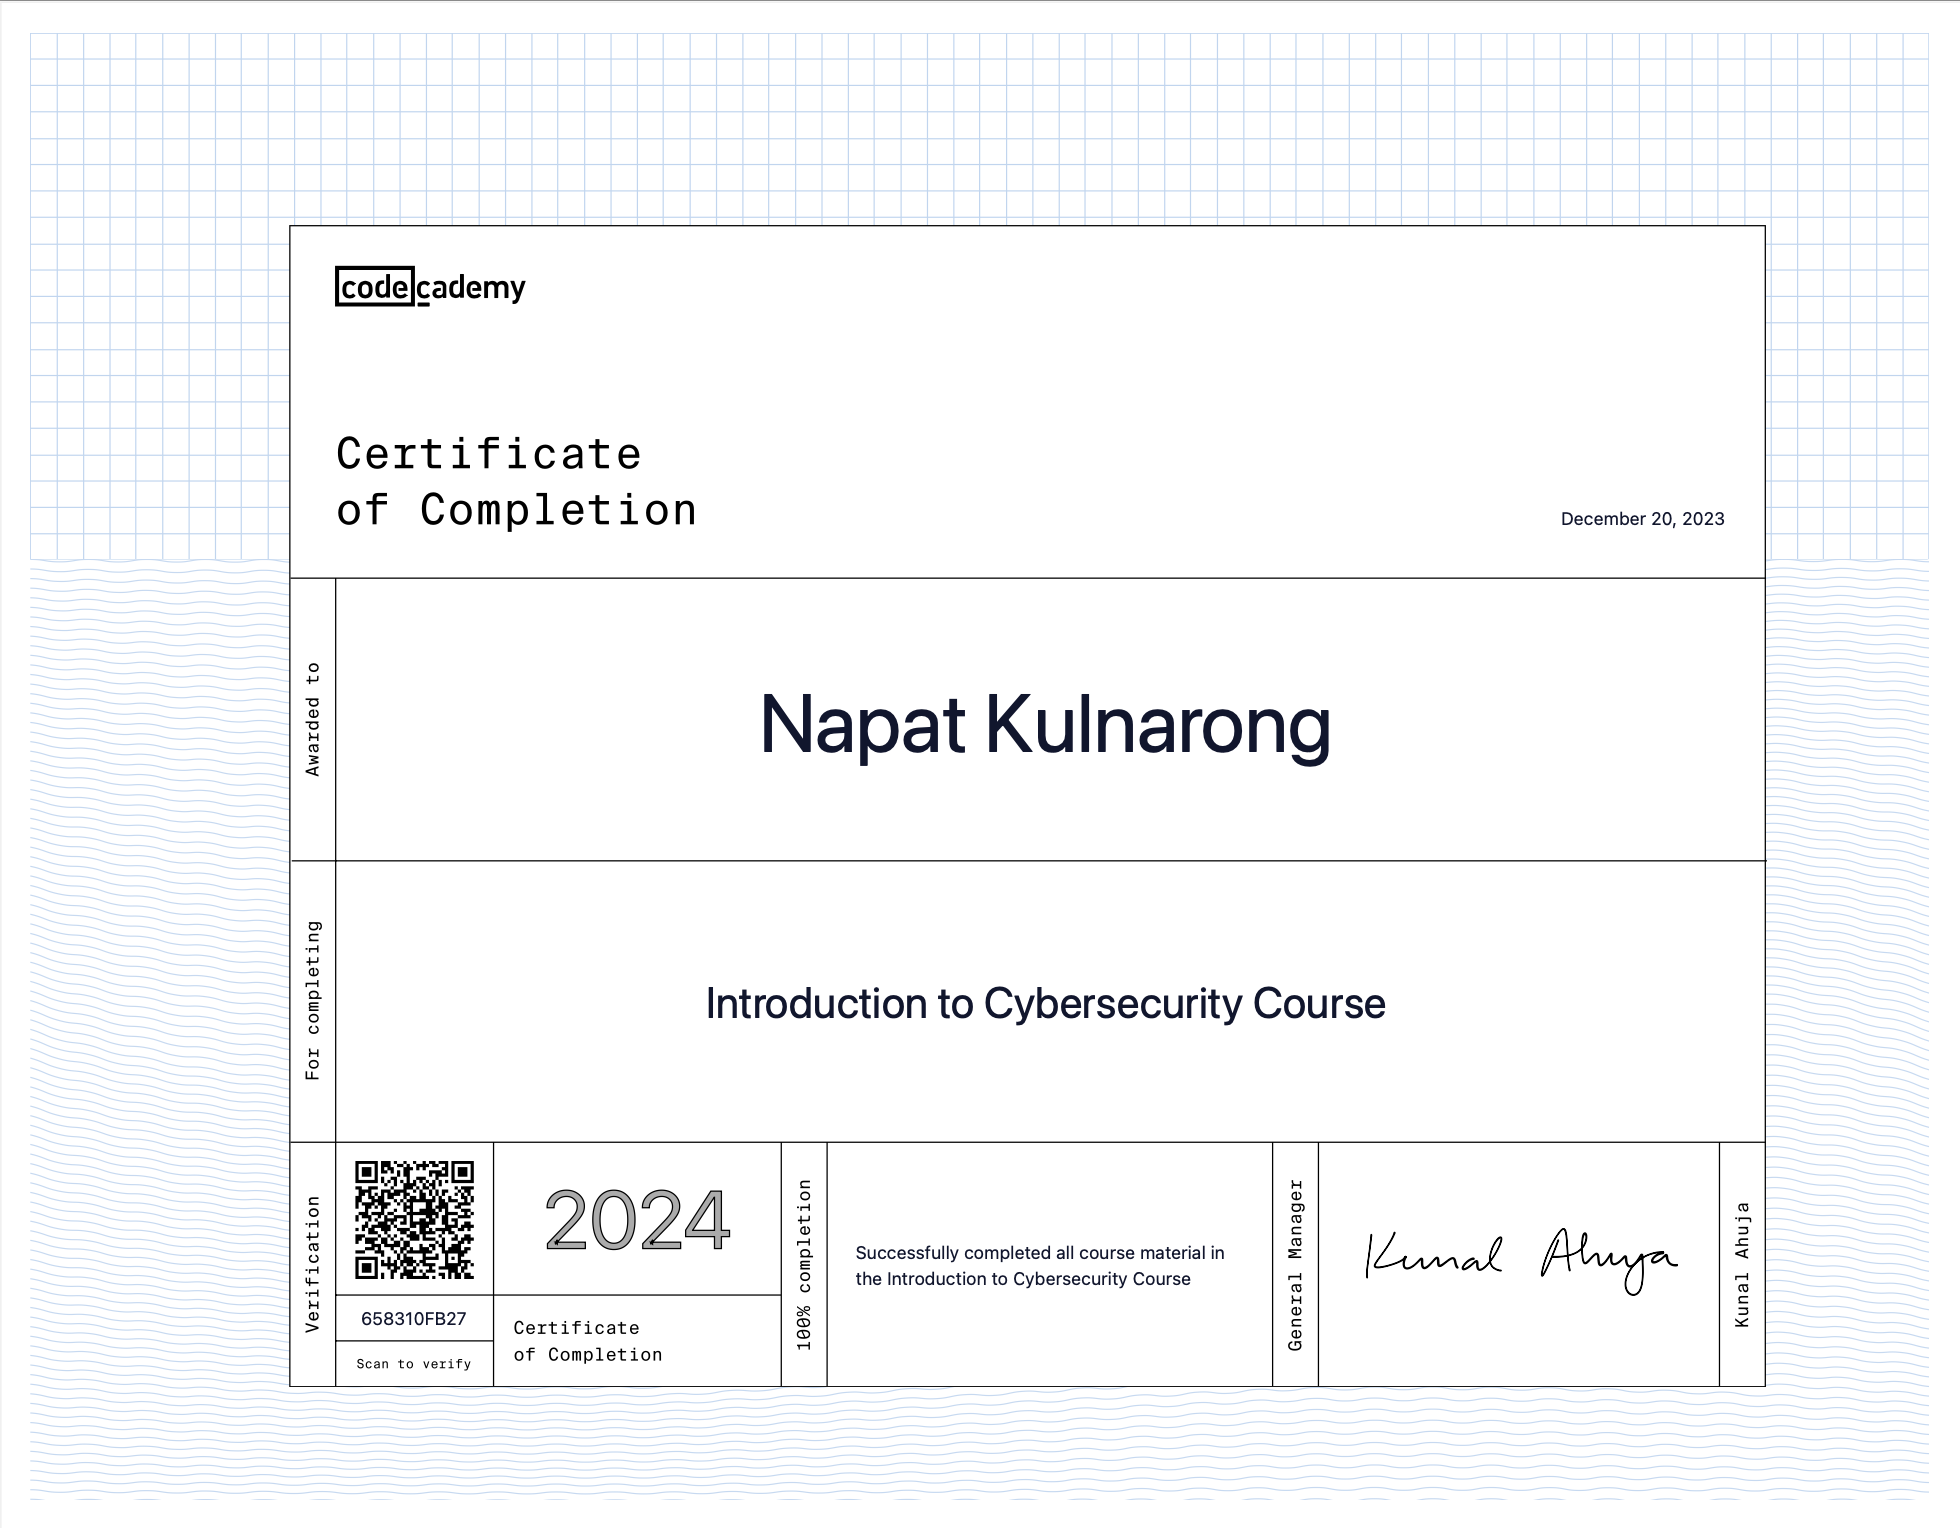 codecademy
Certificate
of Completion
December 20, 2023
Awarded to
Napat Kulnarong
For completing
Introduction to Cybersecurity Course
Verification
658310FB27
Scan to verify
2024
Certificate
of Completion
100% completion
Successfully completed all course material in
the Introduction to Cybersecurity Course
General Manager
Kunal Ahuja
Kunal Ahuja